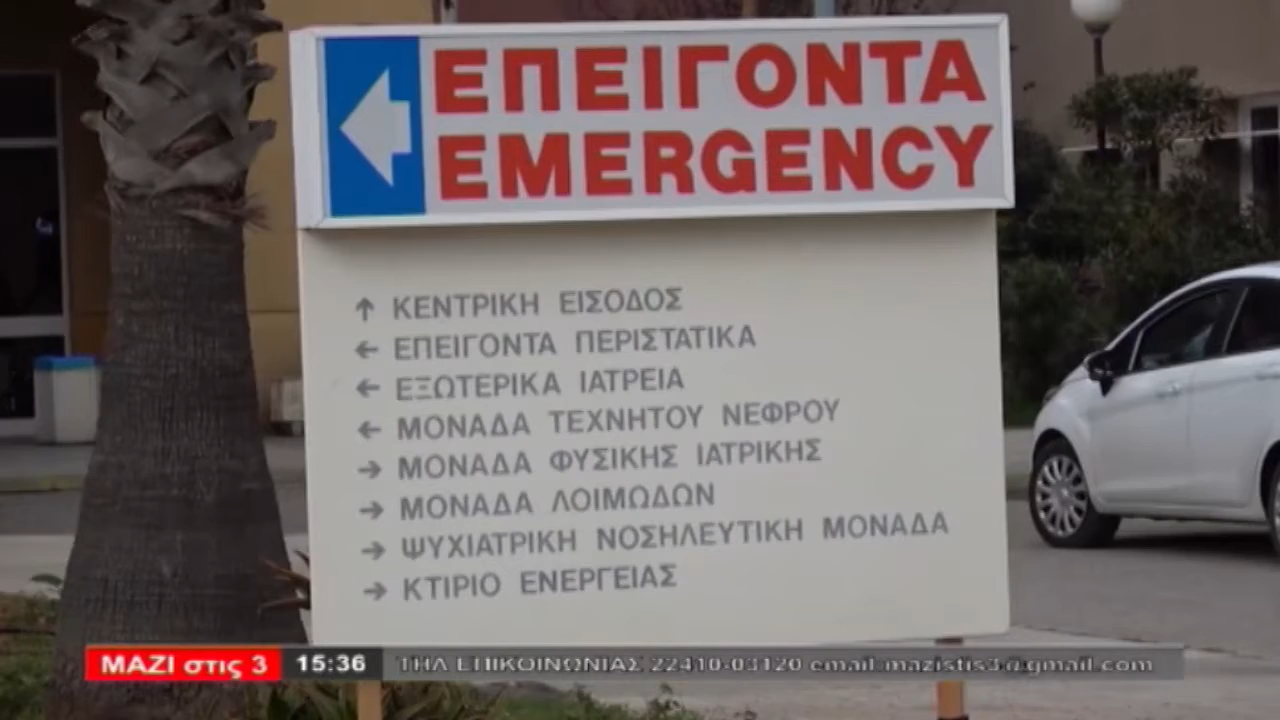 ΕΠΕΙΓΟΝΤΑ
EMERGENCY
↑ ΚΕΝΤΡΙΚΗ ΕΙΣΟΔΟΣ
← ΕΠΕΙΓΟΝΤΑ ΠΕΡΙΣΤΑΤΙΚΑ
← ΕΞΩΤΕΡΙΚΑ ΙΑΤΡΕΙΑ
← ΜΟΝΑΔΑ ΤΕΧΝΗΤΟΥ ΝΕΦΡΟΥ
→ ΜΟΝΑΔΑ ΦΥΣΙΚΗΣ ΙΑΤΡΙΚΗΣ
→ ΜΟΝΑΔΑ ΛΟΙΜΩΔΩΝ
→ ΨΥΧΙΑΤΡΙΚΗ ΝΟΣΗΛΕΥΤΙΚΗ ΜΟΝΑΔΑ
→ ΚΤΙΡΙΟ ΕΝΕΡΓΕΙΑΣ
ΜΑΖΙ στις 3 15:36 ΤΗΛ ΕΠΙΚΟΙΝΩΝΙΑΣ 22410-03120 email: mazistis3@gmail.com